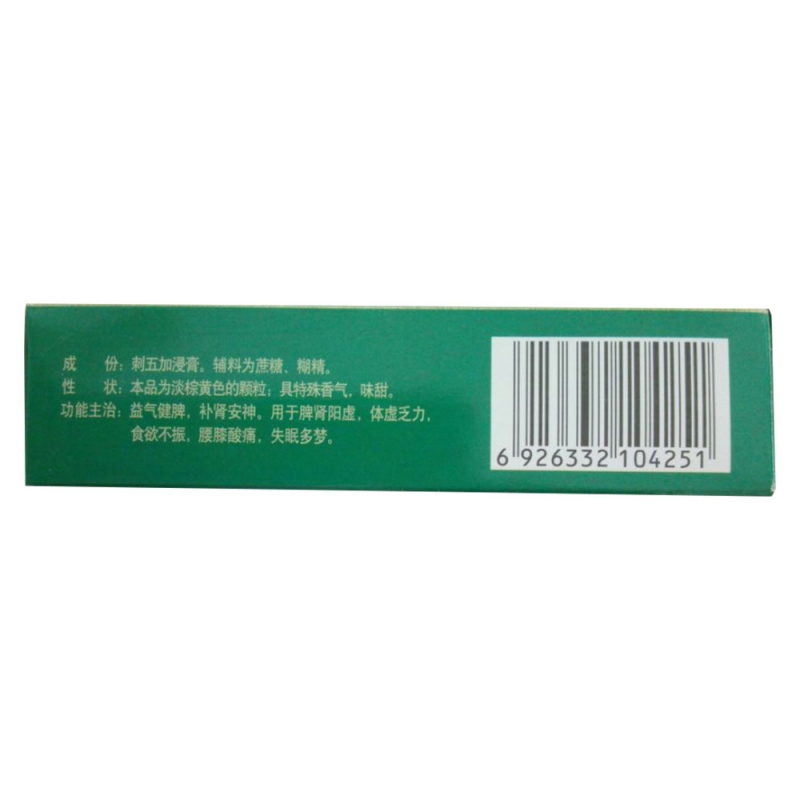 成　份：刺五加浸膏。辅料为蔗糖、糊精。
性　状：本品为淡棕黄色的颗粒；具特殊香气，味甜。
功能主治：益气健脾，补肾安神。用于脾肾阳虚，体虚乏力，
食欲不振，腰膝酸痛，失眠多梦。
6 926332 104251